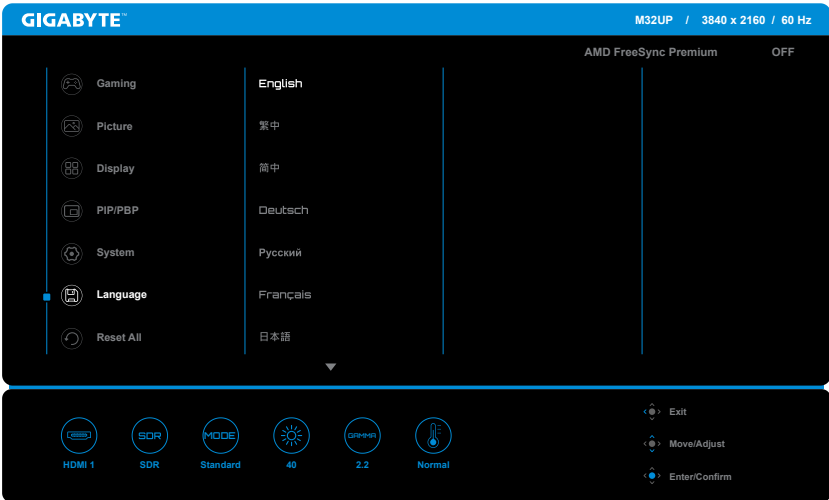 GIGABYTE™
M32UP / 3840 x 2160 / 60 Hz
AMD FreeSync Premium OFF
Gaming
English
Picture
繁中
Display
简中
PIP/PBP
Deutsch
System
Русский
Language
Français
Reset All
日本語
SDR
MODE
GAMMA
HDMI 1
SDR
Standard
40
2.2
Normal
Exit
Move/Adjust
Enter/Confirm